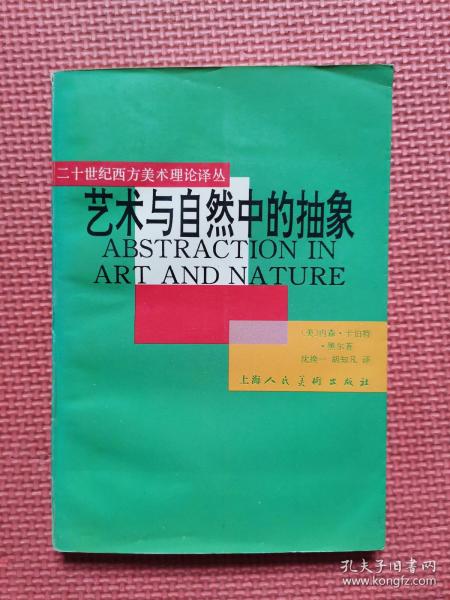 二十世纪西方美术理论译丛
艺术与自然中的抽象
ABSTRACTION IN
ART AND NATURE
〔美〕内森·卡伯特
·黑尔著
沈揆一 胡知凡 译
上海人民美術出版社
孔夫子旧书网
www.kongfz.com